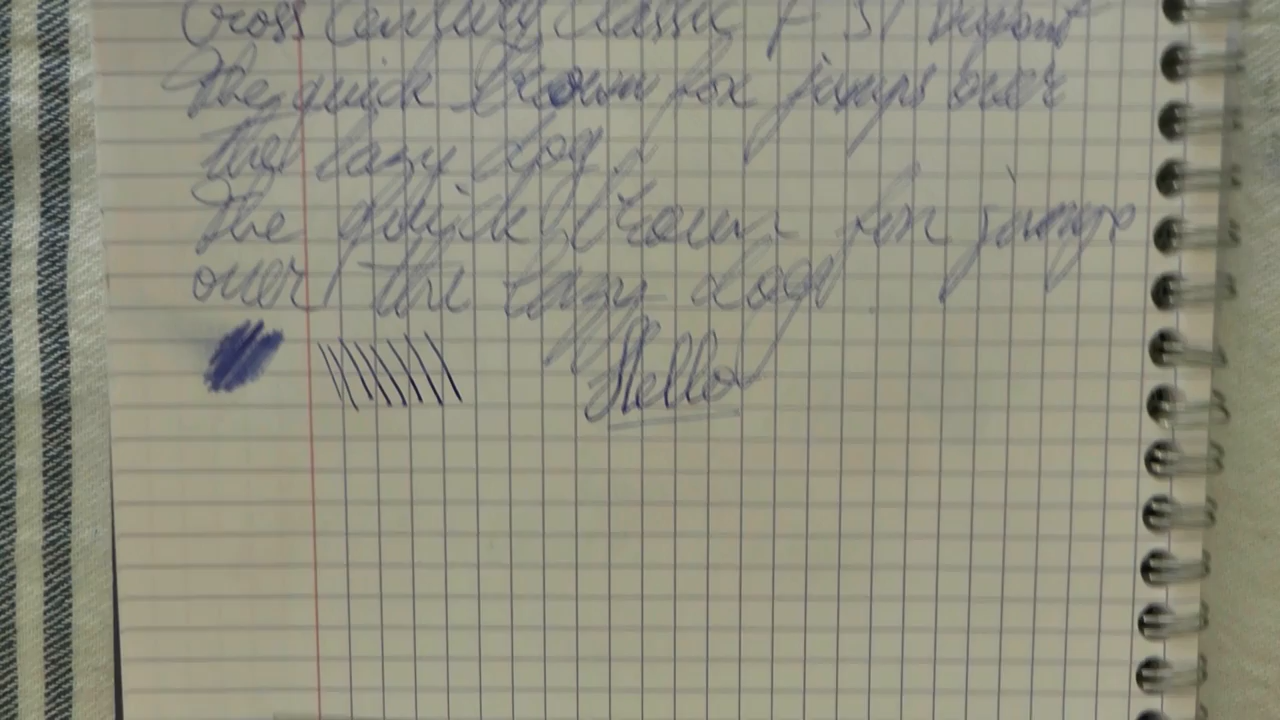 Cross Century Classic F ST Dupont
The quick brown fox jumps over
the lazy dog
The quick brown fox jumps
over the lazy dog
Hello